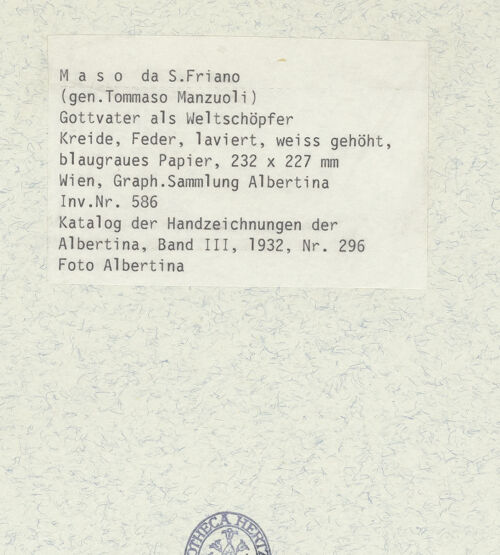 M a s o  da S.Friano
(gen.Tommaso Manzuoli)
Gottvater als Weltschöpfer
Kreide, Feder, laviert, weiss gehöht,
blaugraues Papier, 232 x 227 mm
Wien, Graph.Sammlung Albertina
Inv.Nr. 586
Katalog der Handzeichnungen der
Albertina, Band III, 1932, Nr. 296
Foto Albertina